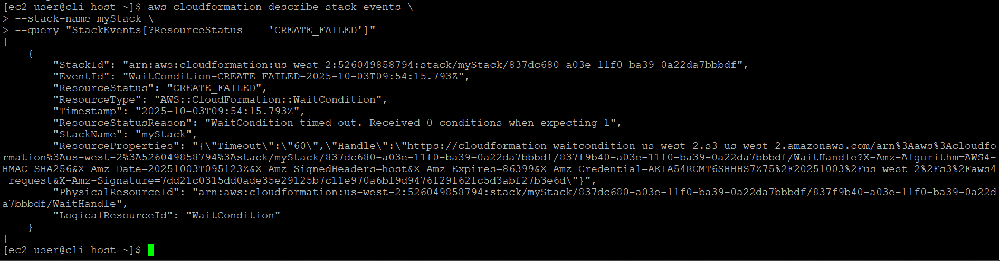 [ec2-user@cli-host ~]$ aws cloudformation describe-stack-events \
> --stack-name myStack \
> --query "StackEvents[?ResourceStatus == 'CREATE_FAILED']"
[
    {
        "StackId": "arn:aws:cloudformation:us-west-2:526049858794:stack/myStack/837dc680-a03e-11f0-ba39-0a22da7bbbdf",
        "EventId": "WaitCondition-CREATE_FAILED-2025-10-03T09:54:15.793Z",
        "ResourceStatus": "CREATE_FAILED",
        "ResourceType": "AWS::CloudFormation::WaitCondition",
        "Timestamp": "2025-10-03T09:54:15.793Z",
        "ResourceStatusReason": "WaitCondition timed out. Received 0 conditions when expecting 1",
        "StackName": "myStack",
        "ResourceProperties": "{\"Timeout\":\"60\",\"Handle\":\"https://cloudformation-waitcondition-us-west-2.s3-us-west-2.amazonaws.com/arn%3Aaws%3Acloudfo
rmation%3Aus-west-2%3A526049858794%3Astack/myStack/837dc680-a03e-11f0-ba39-0a22da7bbbdf/837f9b40-a03e-11f0-ba39-0a22da7bbbdf/WaitHandle?X-Amz-Algorithm=AWS4-
HMAC-SHA256&X-Amz-Date=20251003T095123Z&X-Amz-SignedHeaders=host&X-Amz-Expires=86399&X-Amz-Credential=AKIA54RCMT6SHHHS7Z75%2F20251003%2Fus-west-2%2Fs3%2Faws4
_request&X-Amz-Signature=7dd21c0315dd0ade35e29125b7c11e970a6bf9d9476f29f62fc5d3abf27b3e6d\"}",
        "PhysicalResourceId": "arn:aws:cloudformation:us-west-2:526049858794:stack/myStack/837dc680-a03e-11f0-ba39-0a22da7bbbdf/837f9b40-a03e-11f0-ba39-0a22d
a7bbbdf/WaitHandle",
        "LogicalResourceId": "WaitCondition"
    }
]
[ec2-user@cli-host ~]$